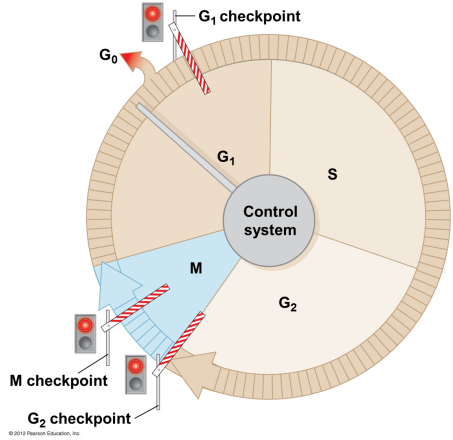 G₁ checkpoint
G₀
G₁
S
Control
system
M
G₂
M checkpoint
G₂ checkpoint
© 2012 Pearson Education, Inc.